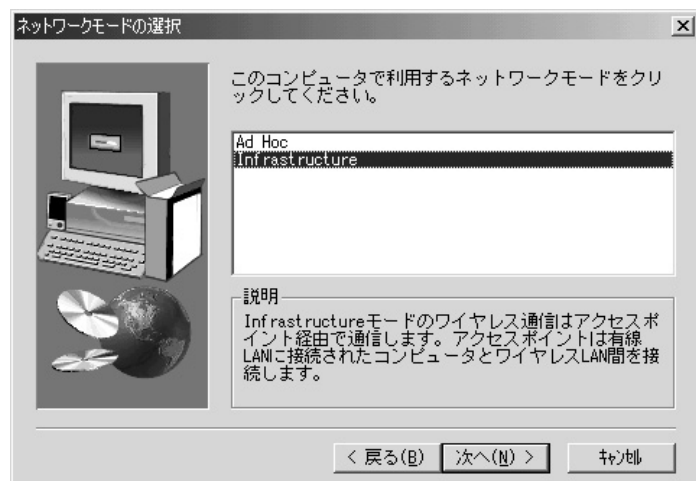 ネットワークモードの選択
このコンピュータで利用するネットワークモードをクリ
ックしてください。
Ad Hoc
Infrastructure
説明
Infrastructureモードのワイヤレス通信はアクセスポ
イント経由で通信します。アクセスポイントは有線
LANに接続されたコンピュータとワイヤレスLAN間を接
続します。
< 戻る(B)
次へ(N) >
ｷｬﾝｾﾙ